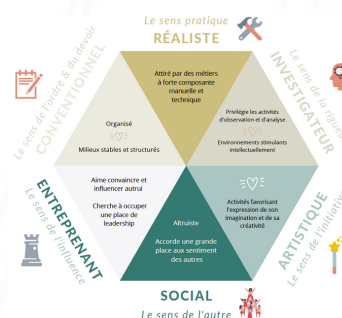 Le sens pratique
RÉALISTE
Le sens de l'ordre & du devoir
CONVENTIONNEL
INVESTIGATEUR
Le sens de la rigueur
Attiré par des métiers
à forte composante
manuelle et
technique
Organisé
Milieux stables et structurés
Privilégie les activités
d'observation et d'analyse
Environnements stimulants
intellectuellement
Aime convaincre et
influencer autrui
Cherche à occuper
une place de
leadership
Altruiste
Accorde une grande
place aux sentiment
des autres
Activités favorisant
l'expression de son
imagination et de sa
créativité
ENTREPRENANT
Le sens de l'influence
ARTISTIQUE
Le sens de l'initiative
SOCIAL
Le sens de l'autre